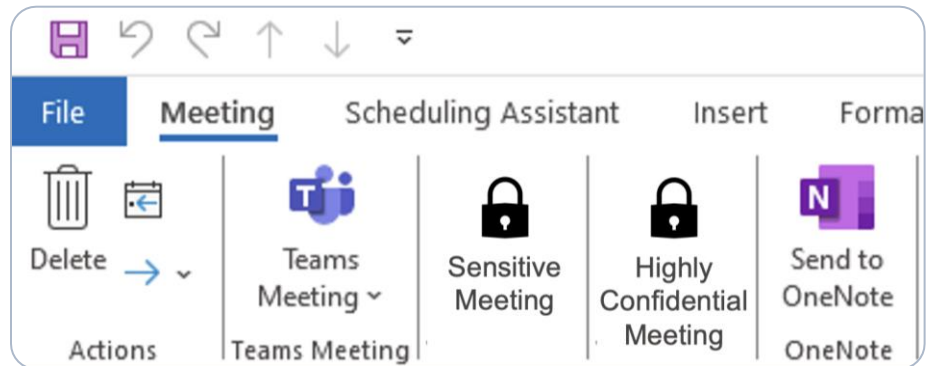 File Meeting Scheduling Assistant Insert Forma
Delete
Teams
Meeting
Sensitive
Meeting
Highly
Confidential
Meeting
Send to
OneNote
Actions
Teams Meeting
OneNote